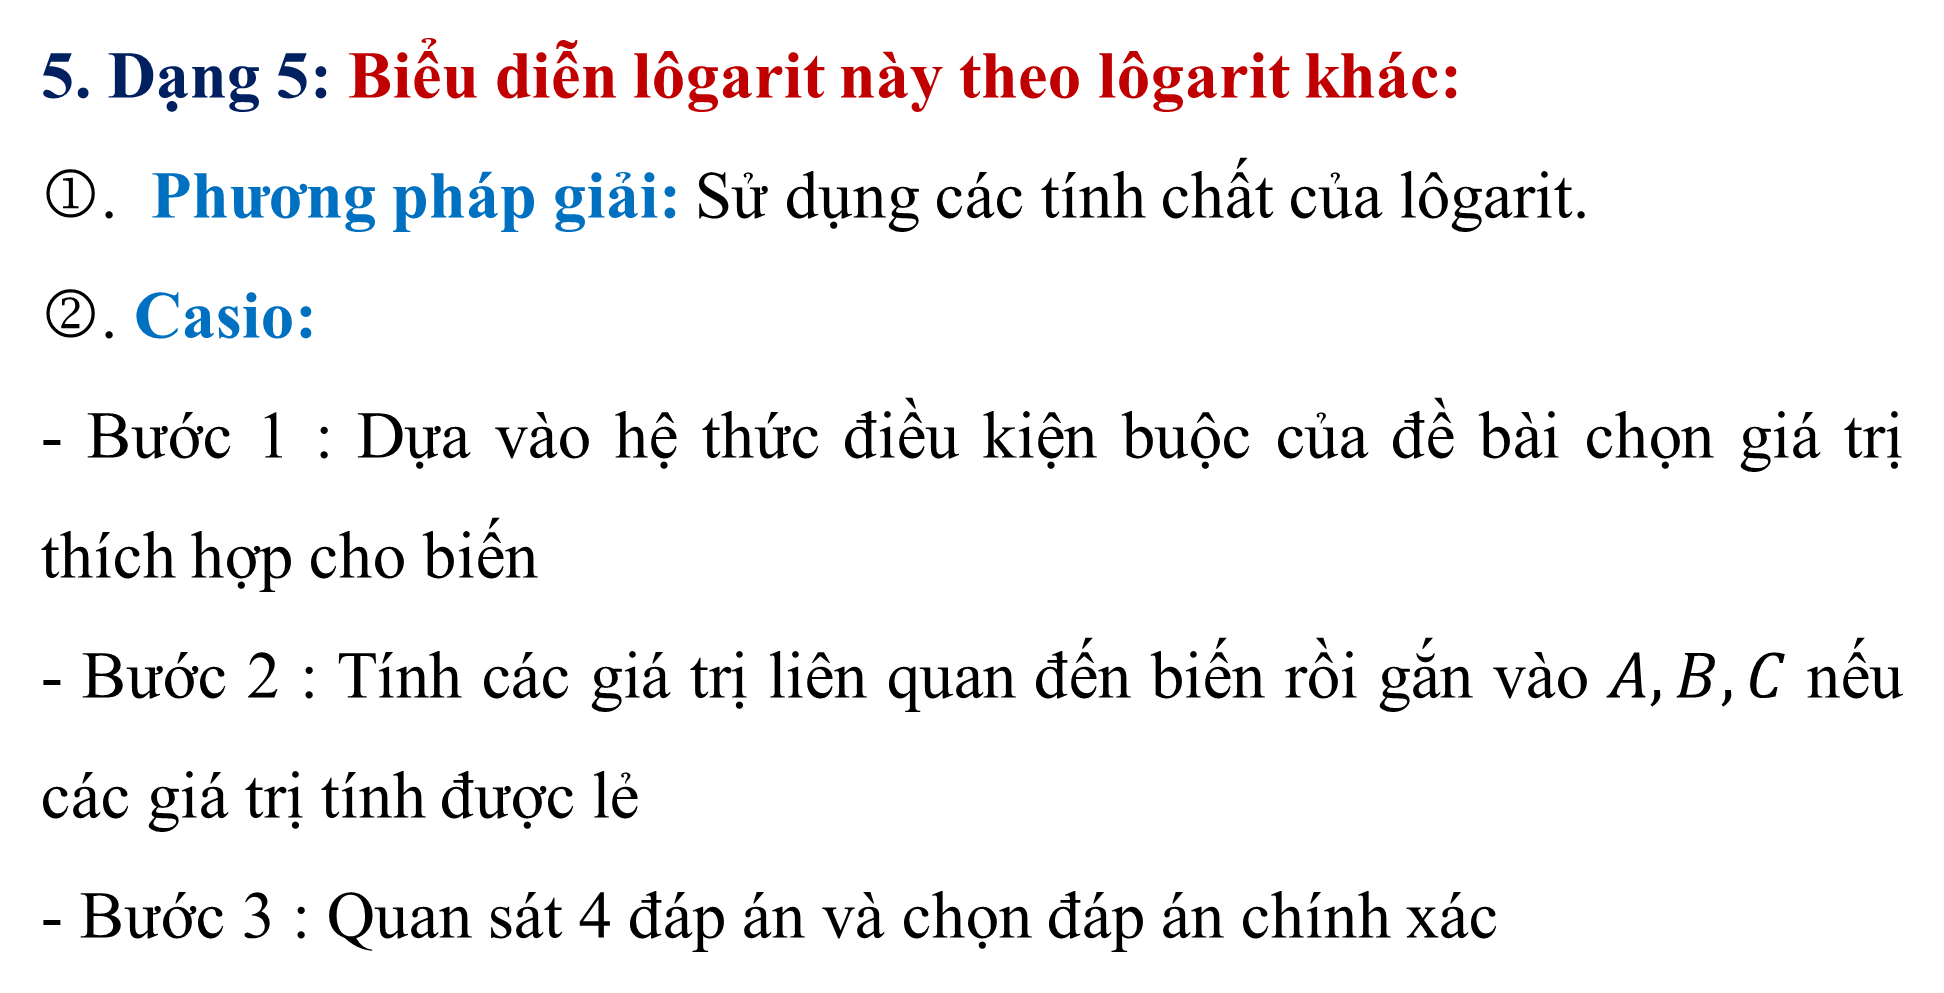 5. Dạng 5: Biểu diễn lôgarit này theo lôgarit khác:
①. Phương pháp giải: Sử dụng các tính chất của lôgarit.
②. Casio:
- Bước 1 : Dựa vào hệ thức điều kiện buộc của đề bài chọn giá trị
thích hợp cho biến
- Bước 2 : Tính các giá trị liên quan đến biến rồi gắn vào A, B, C nếu
các giá trị tính được lẻ
- Bước 3 : Quan sát 4 đáp án và chọn đáp án chính xác